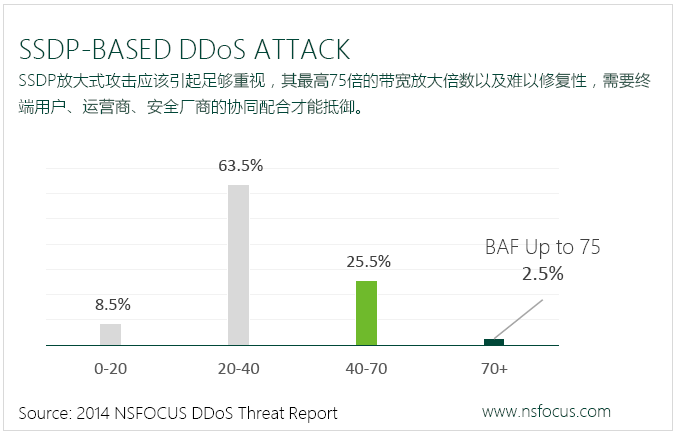 SSDP-BASED DDoS ATTACK
SSDP放大式攻击应该引起足够重视，其最高75倍的带宽放大倍数以及难以修复性，需要终
端用户、运营商、安全厂商的协同配合才能抵御。
63.5%
BAF Up to 75
25.5%
2.5%
8.5%
0-20 20-40 40-70 70+
Source: 2014 NSFOCUS DDoS Threat Report www.nsfocus.com